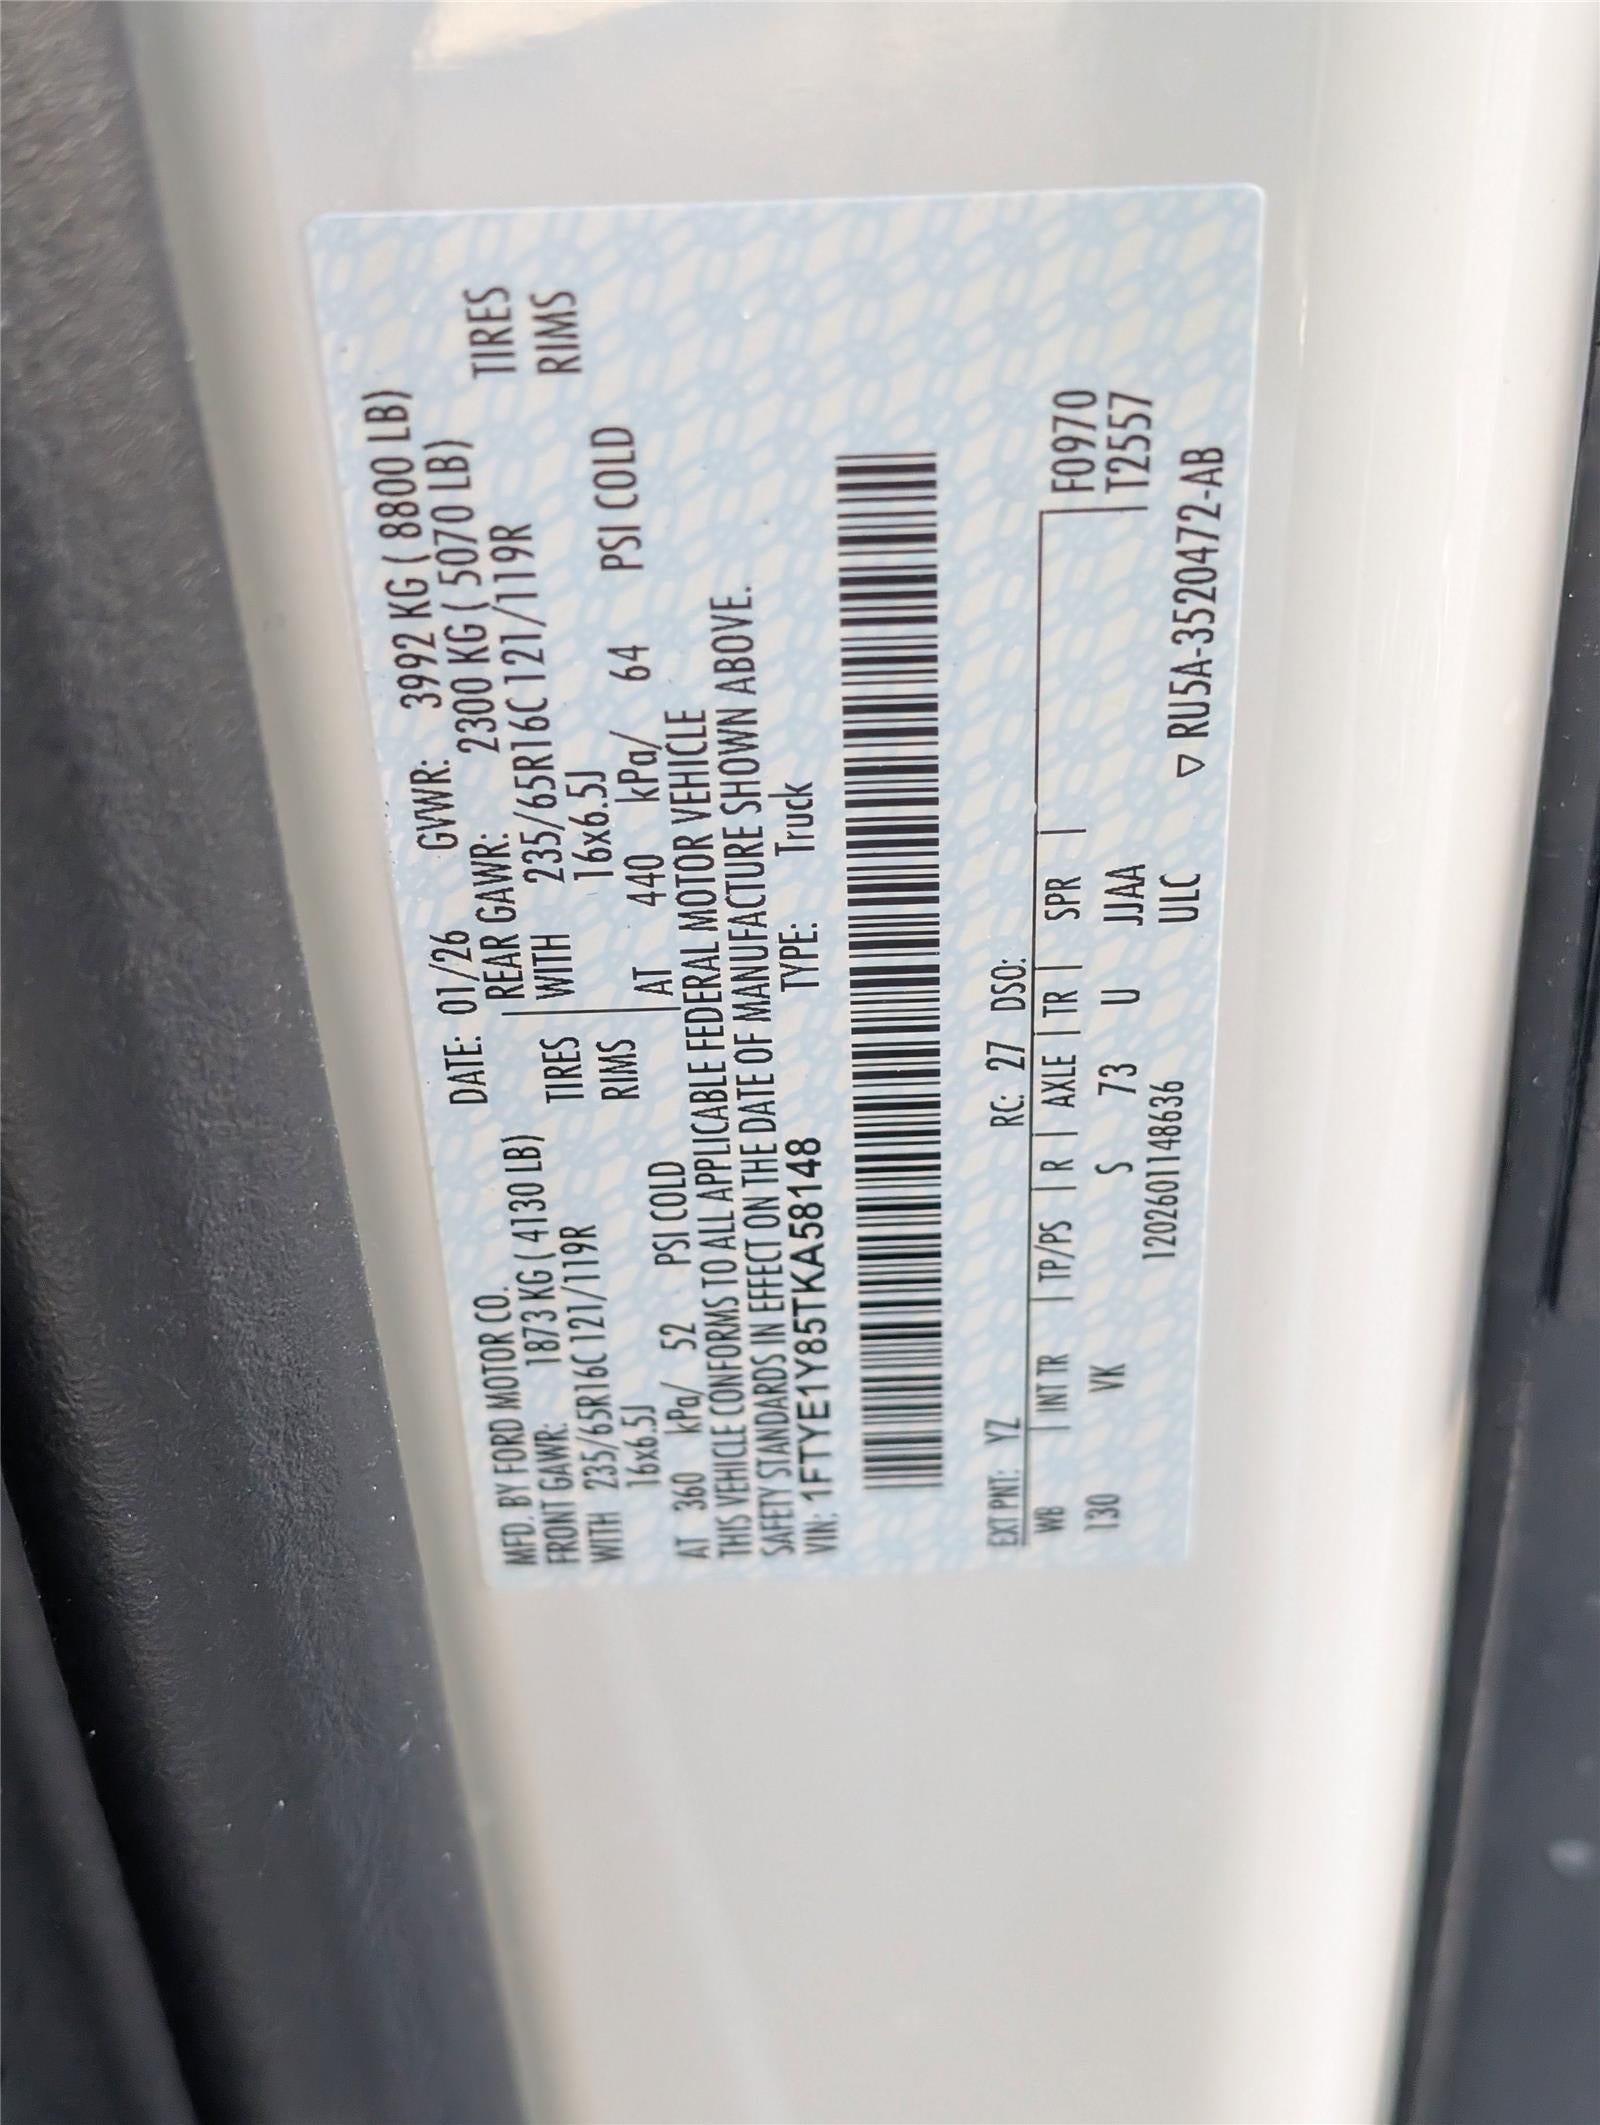 MFD. BY FORD MOTOR CO. DATE: 01/26 GVWR: 3992 KG ( 8800 LB)
FRONT GAWR: 1873 KG ( 4130 LB) REAR GAWR: 2300 KG ( 5070 LB)
WITH 235/65R16C 121/119R TIRES WITH 235/65R16C 121/119R TIRES
16x6.5J RIMS 16x6.5J RIMS
AT 360 kPa/ 52 PSI COLD AT 440 kPa/ 64 PSI COLD
THIS VEHICLE CONFORMS TO ALL APPLICABLE FEDERAL MOTOR VEHICLE
SAFETY STANDARDS IN EFFECT ON THE DATE OF MANUFACTURE SHOWN ABOVE.
VIN: 1FTYE1Y85TKA58148 TYPE: Truck
EXT PNT: YZ RC: 27 DSO:
WB | INT TR | TP/PS | R | AXLE | TR | SPR | F0970
130 VK S 73 U JJAA T2557
1202601148636 ULC ▽ RU5A-3520472-AB